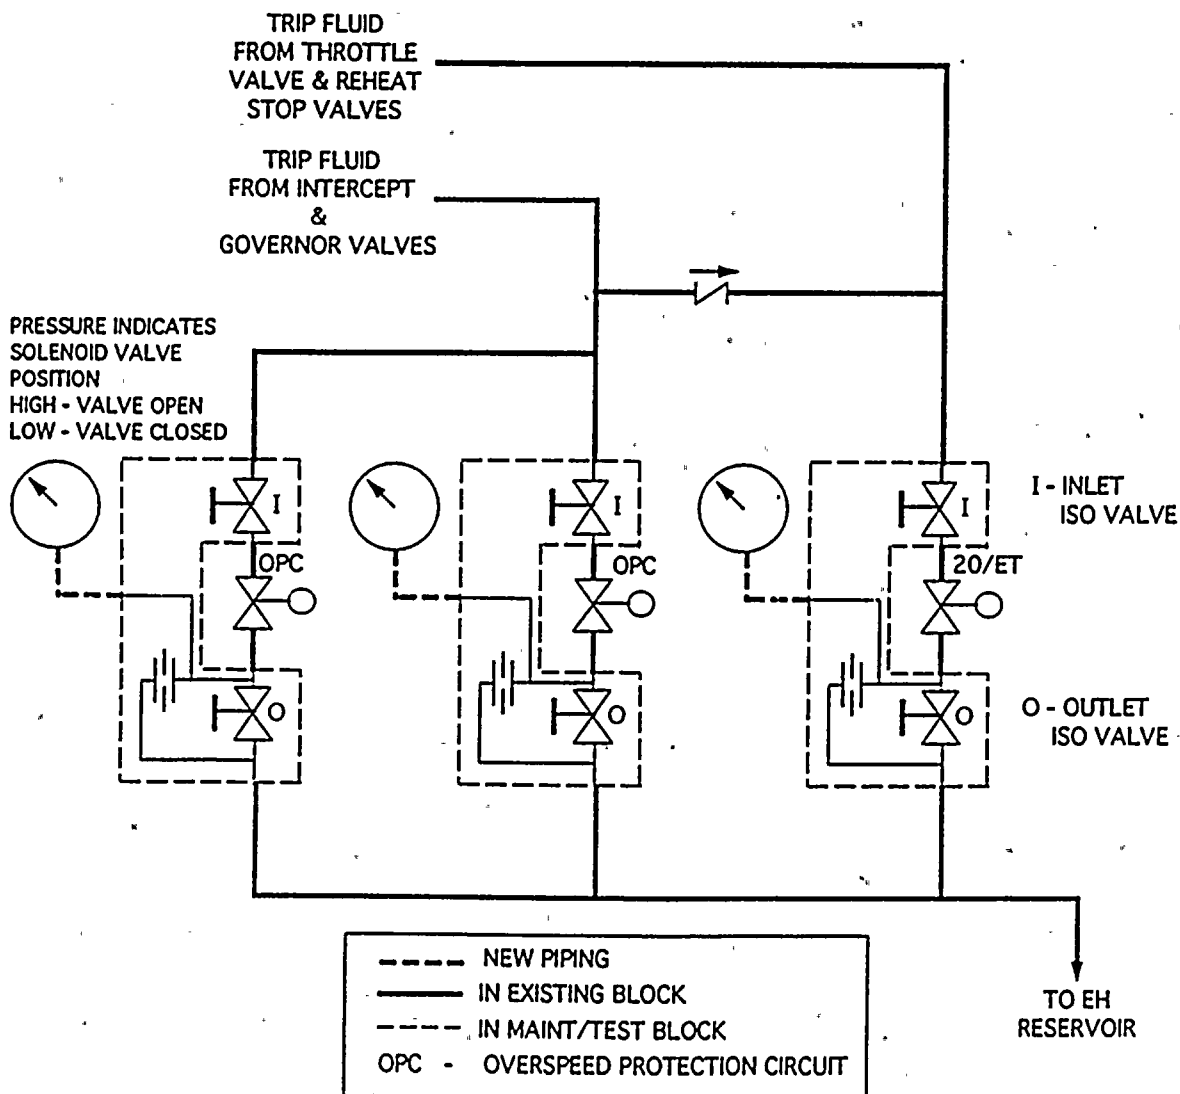 TRIP FLUID
FROM THROTTLE
VALVE & REHEAT
STOP VALVES
TRIP FLUID
FROM INTERCEPT
&
GOVERNOR VALVES
PRESSURE INDICATES
SOLENOID VALVE
POSITION
HIGH - VALVE OPEN
LOW - VALVE CLOSED
I
I
I
I - INLET
ISO VALVE
OPC
OPC
20/ET
O
O
O
O - OUTLET
ISO VALVE
NEW PIPING
IN EXISTING BLOCK
IN MAINT/TEST BLOCK
OPC - OVERSPEED PROTECTION CIRCUIT
TO EH
RESERVOIR